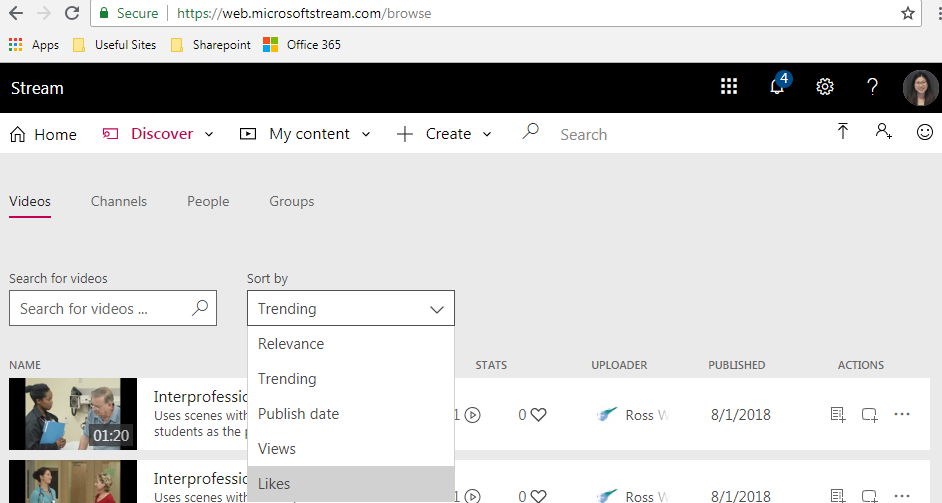 Secure https://web.microsoftstream.com/browse
Apps Useful Sites Sharepoint Office 365
Stream 4
Home Discover My content Create Search
Videos Channels People Groups
Search for videos Sort by
Search for videos ... Trending
Relevance
Trending
Publish date
Views
Likes
NAME STATS UPLOADER PUBLISHED ACTIONS
Interprofessio
Uses scenes with
students as the
01:20
1 0 Ross 8/1/2018
Interprofession
Uses scenes with
1 0 Ross 8/1/2018